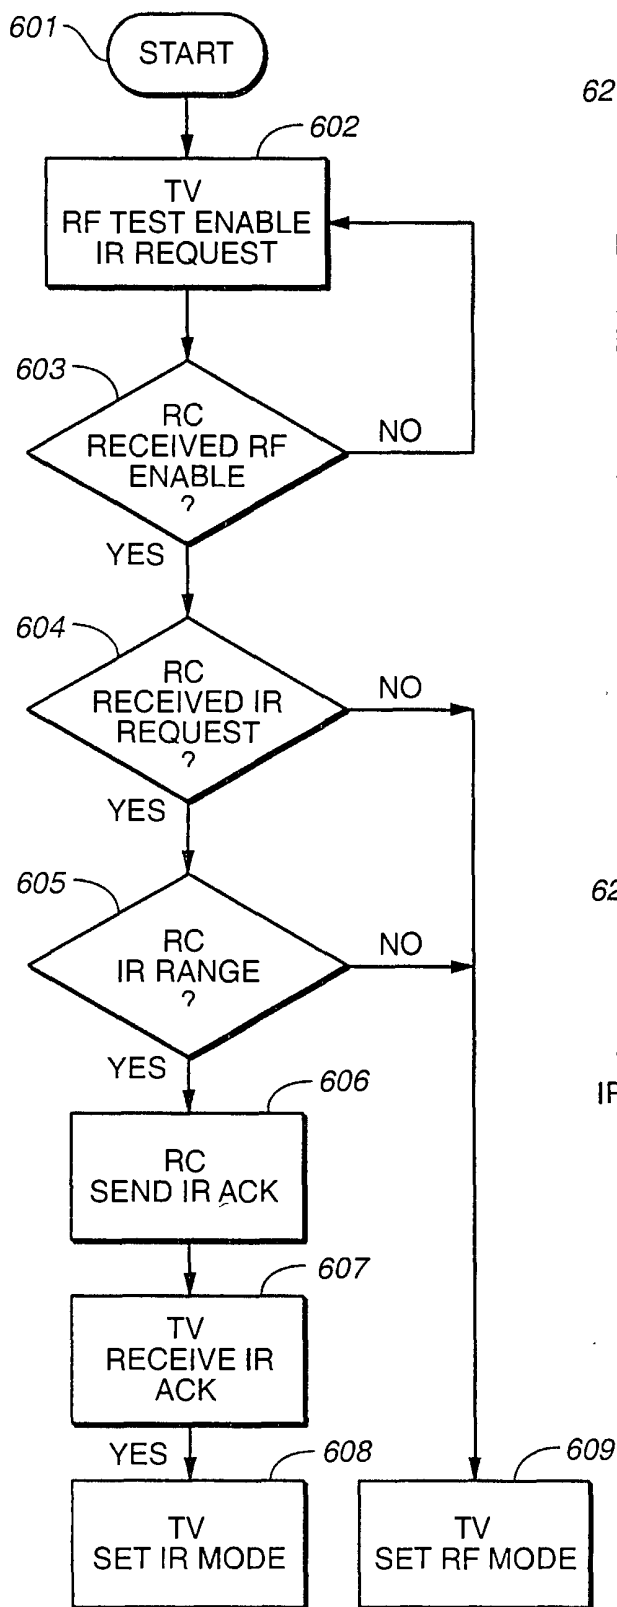 601
START
62
602
TV
RF TEST ENABLE
IR REQUEST
603
RC
RECEIVED RF
ENABLE
?
NO
YES
604
RC
RECEIVED IR
REQUEST
?
NO
YES
605
RC
IR RANGE
?
NO
62
YES
606
RC
SEND IR ACK
607
TV
RECEIVE IR
ACK
YES
608
TV
SET IR MODE
609
TV
SET RF MODE